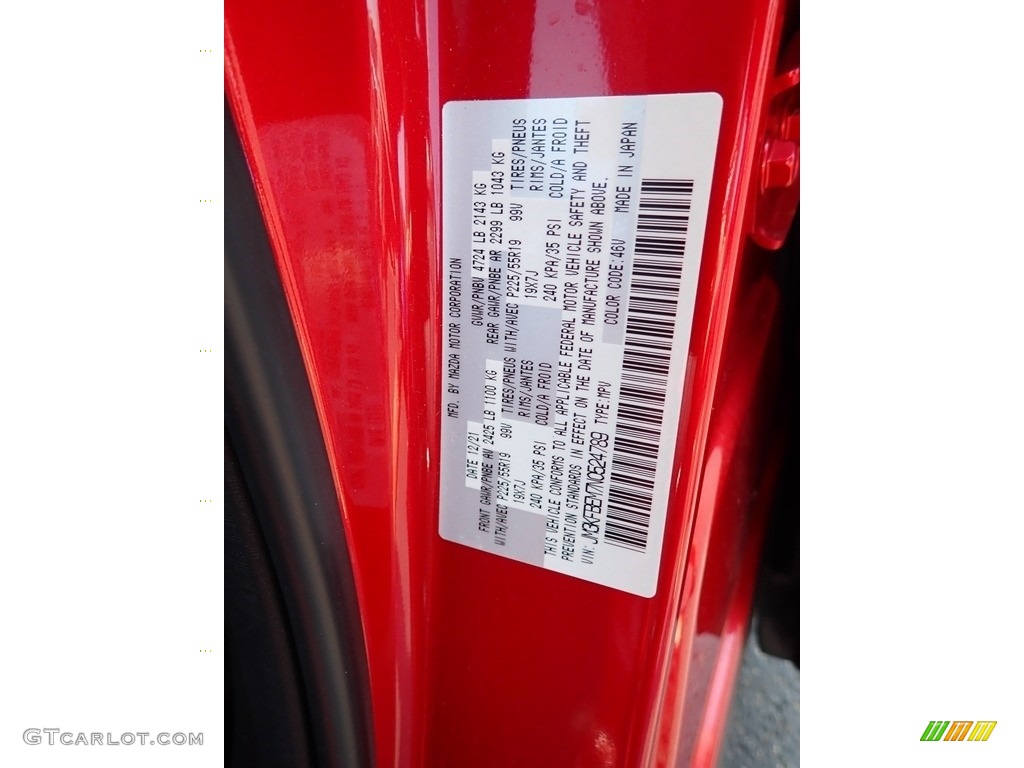 MFD. BY MAZDA MOTOR CORPORATION
DATE 12/21 GVWR/PNBV 4724 LB 2143 KG
FRONT GAWR/PNBE AV 2425 LB 1100 KG REAR GAWR/PNBE AR 2299 LB 1043 KG
WITH/AVEC P225/55R19 99V TIRES/PNEUS WITH/AVEC P225/55R19 99V TIRES/PNEUS
19X7J RIMS/JANTES 19X7J RIMS/JANTES
240 KPA/35 PSI COLD/A FROID 240 KPA/35 PSI COLD/A FROID
THIS VEHICLE CONFORMS TO ALL APPLICABLE FEDERAL MOTOR VEHICLE SAFETY AND THEFT
PREVENTION STANDARDS IN EFFECT ON THE DATE OF MANUFACTURE SHOWN ABOVE.
VIN: JM3KFBEM7N0524789 TYPE:MPV COLOR CODE:46V MADE IN JAPAN
GTCARLOT.COM